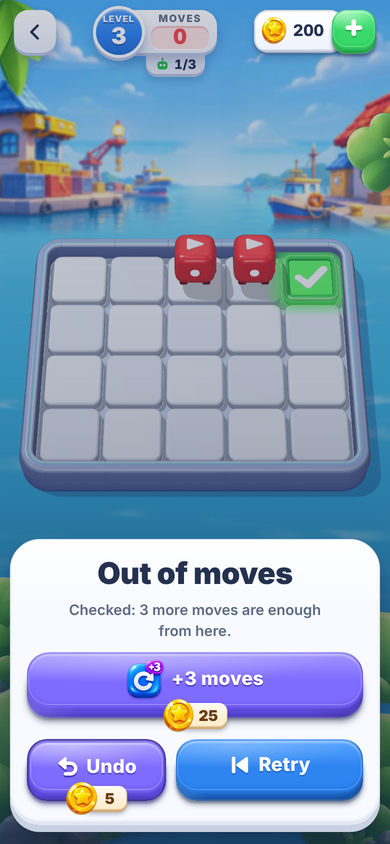 LEVEL
3
MOVES
0
1/3
200
Out of moves
Checked: 3 more moves are enough
from here.
+3
+3 moves
25
Undo
5
Retry